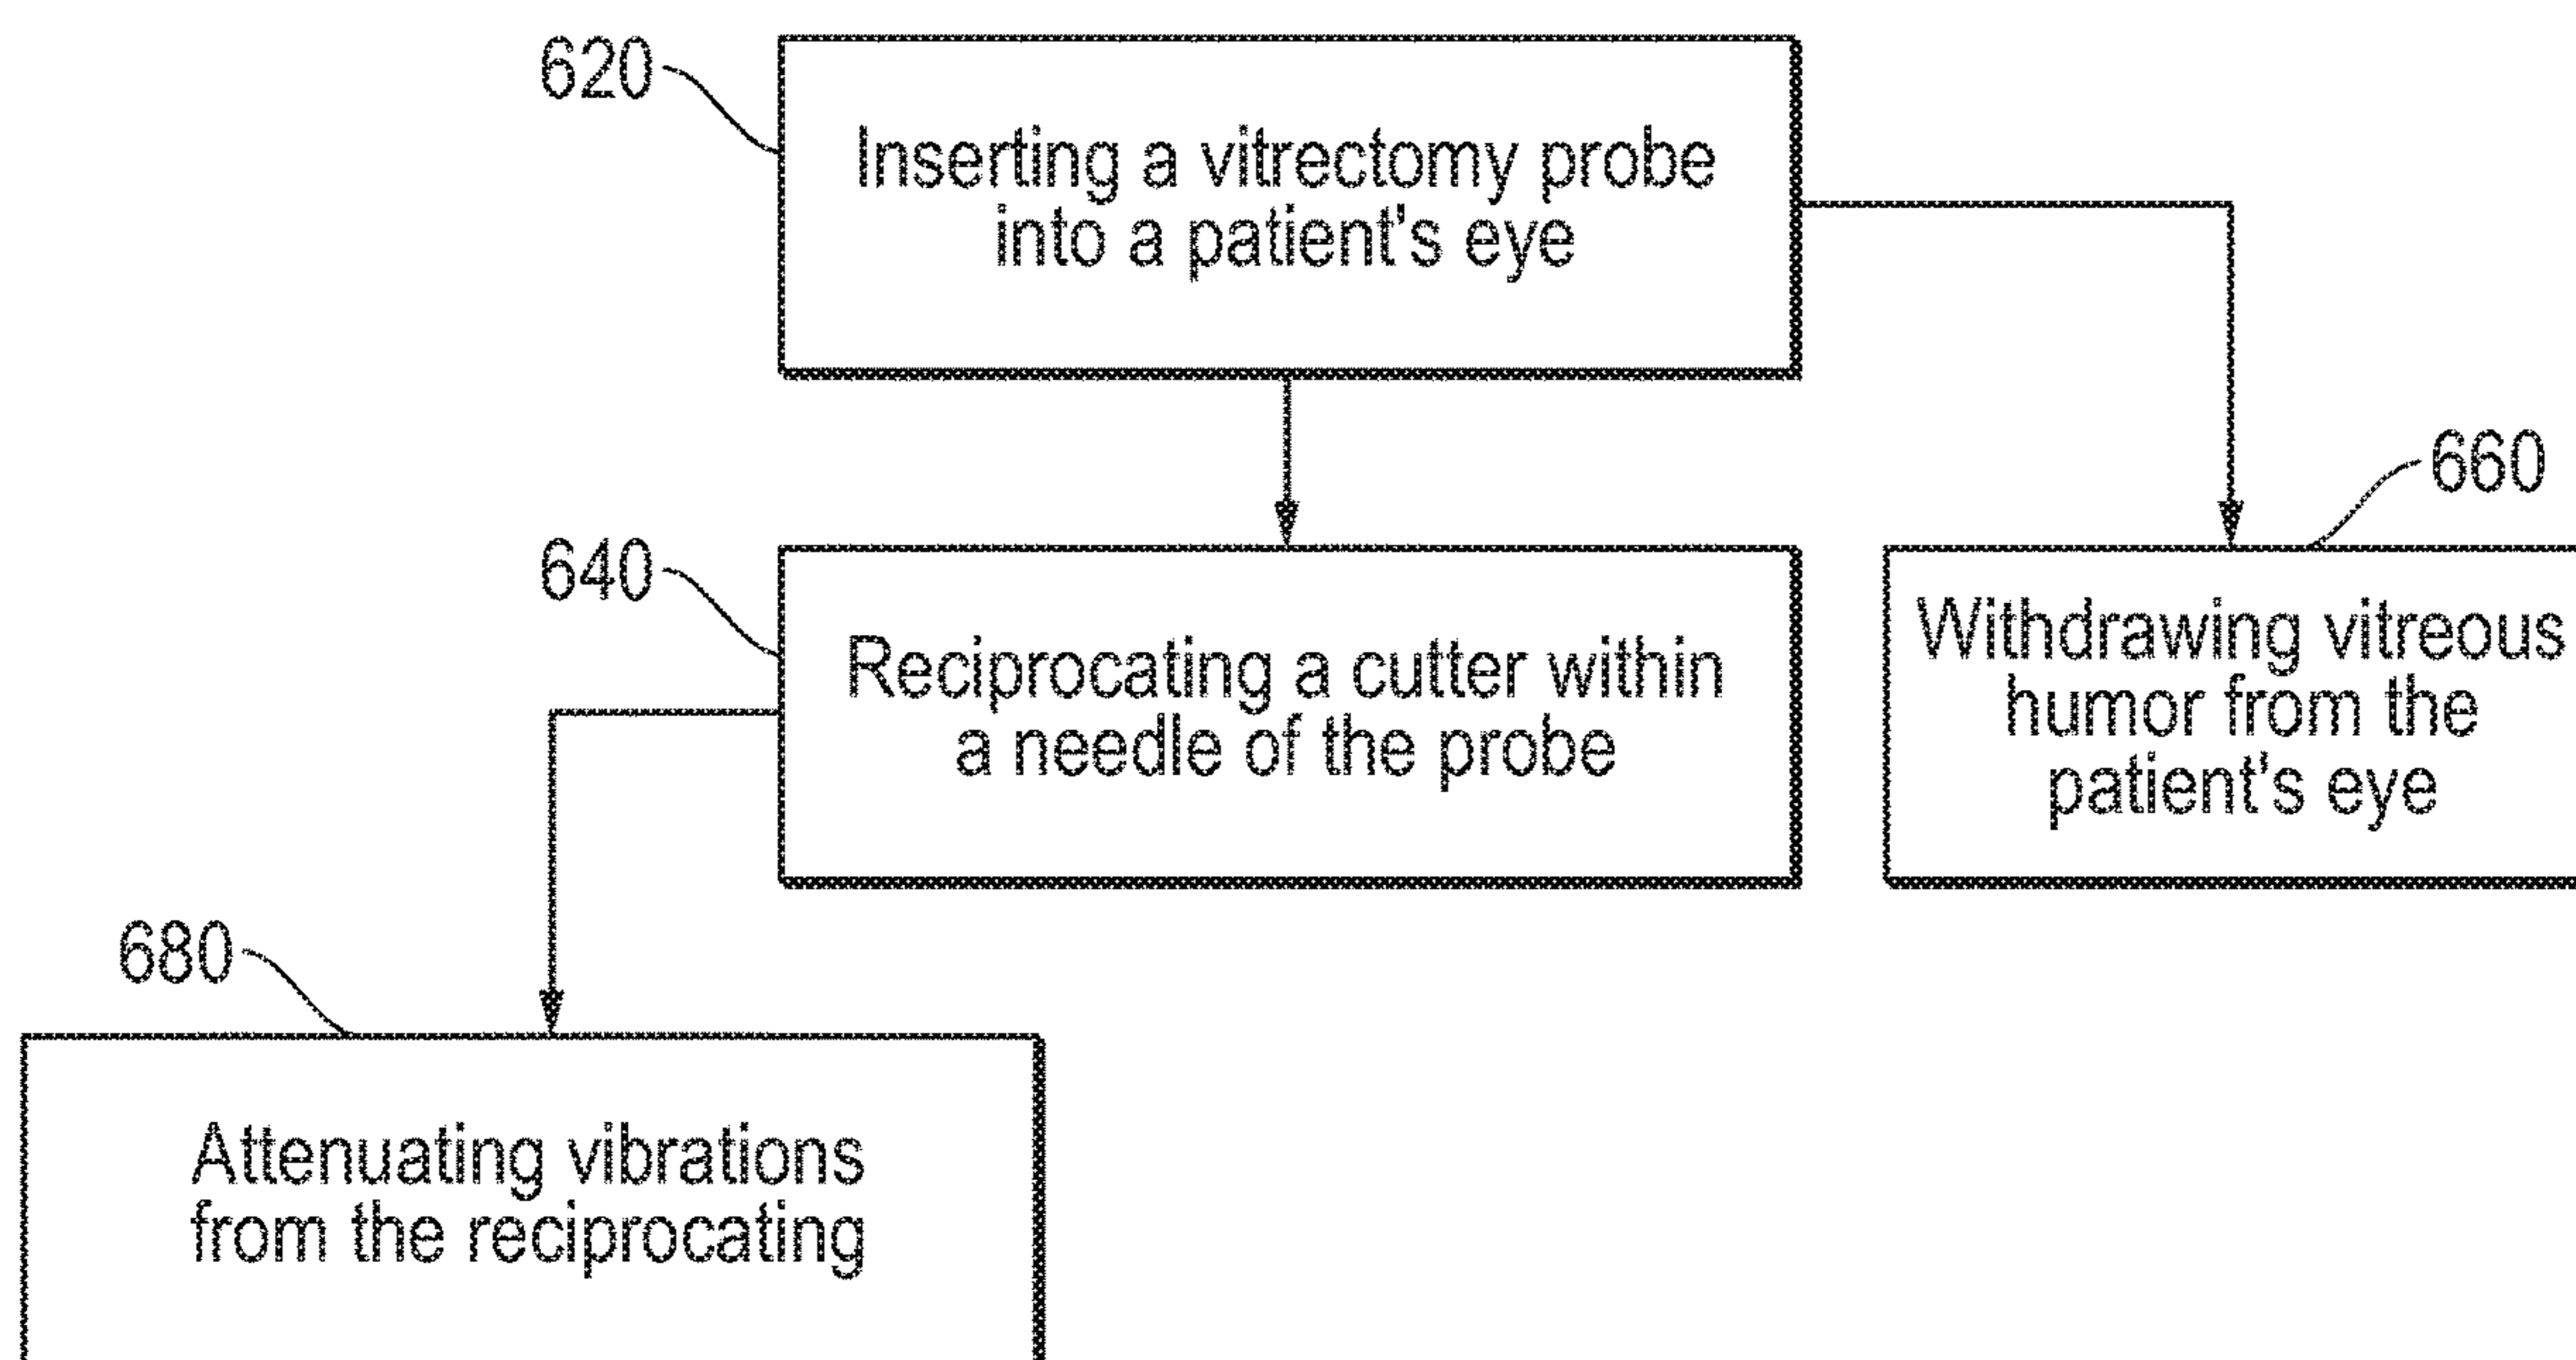 620
Inserting a vitrectomy probe
into a patient's eye
660
640
Reciprocating a cutter within
a needle of the probe
Withdrawing vitreous
humor from the
patient's eye
680
Attenuating vibrations
from the reciprocating